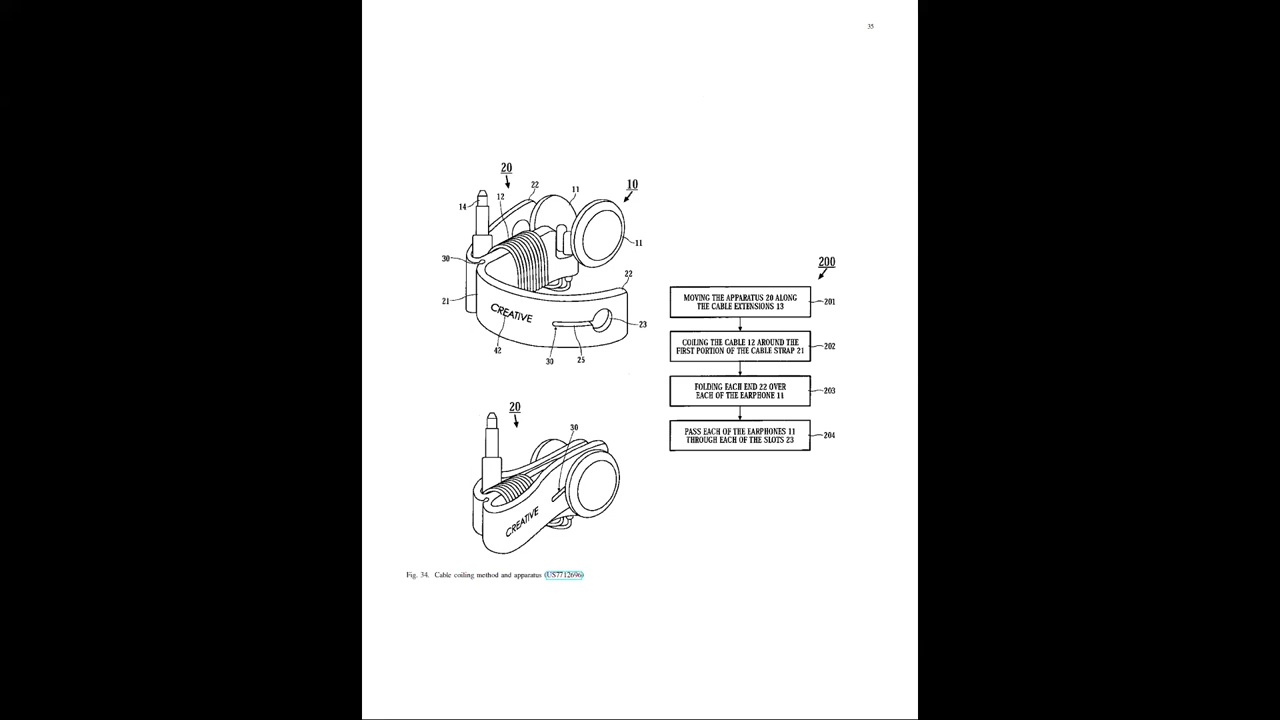 35
20
22
11
10
12
14
11
30
22
21
CREATIVE
23
42
30
25
20
30
CREATIVE
200
MOVING THE APPARATUS 20 ALONG
THE CABLE EXTENSIONS 13
201
COILING THE CABLE 12 AROUND THE
FIRST PORTION OF THE CABLE STRAP 21
202
FOLDING EACH END 22 OVER
EACH OF THE EARPHONE 11
203
PASS EACH OF THE EARPHONES 11
THROUGH EACH OF THE SLOTS 23
204
Fig. 34. Cable coiling method and apparatus (US7712696)